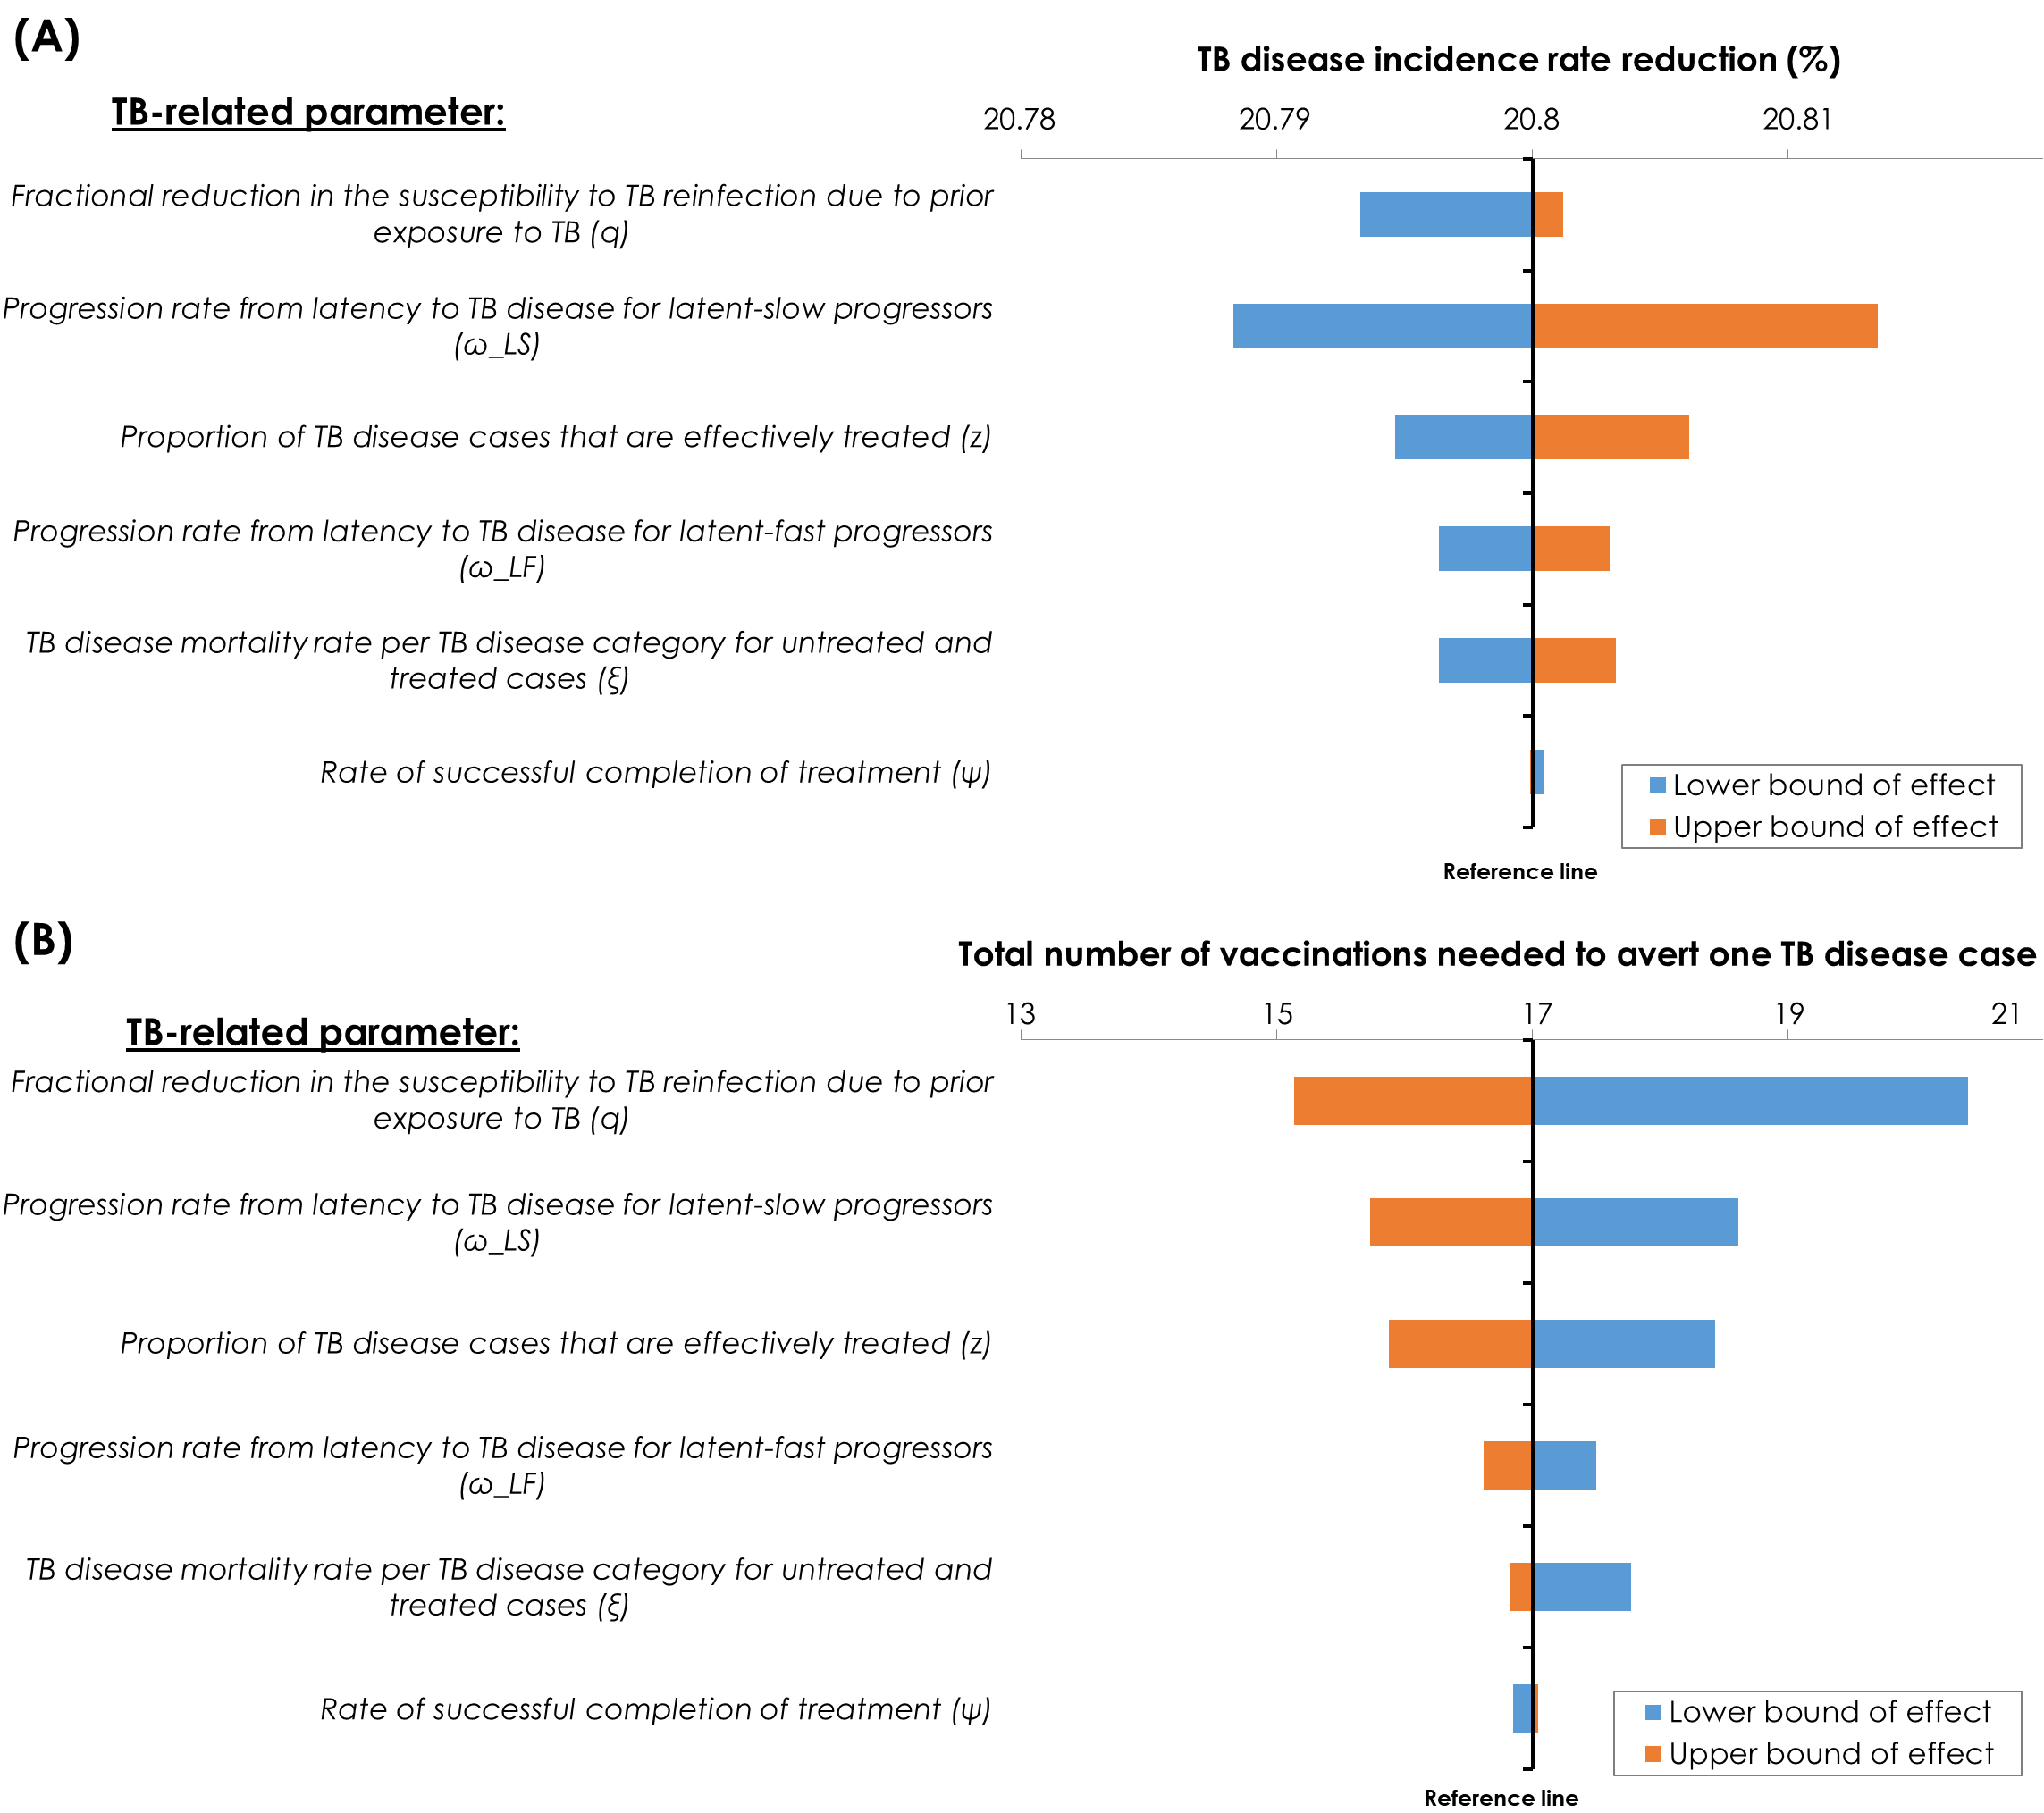 (A)
TB disease incidence rate reduction (%)
TB-related parameter:
20.78 20.79 20.8 20.81
Fractional reduction in the susceptibility to TB reinfection due to prior
exposure to TB (q)
Progression rate from latency to TB disease for latent-slow progressors
(ω_LS)
Proportion of TB disease cases that are effectively treated (z)
Progression rate from latency to TB disease for latent-fast progressors
(ω_LF)
TB disease mortality rate per TB disease category for untreated and
treated cases (ξ)
Rate of successful completion of treatment (ψ)
Lower bound of effect
Upper bound of effect
Reference line
(B)
Total number of vaccinations needed to avert one TB disease case
13 15 17 19 21
TB-related parameter:
Fractional reduction in the susceptibility to TB reinfection due to prior
exposure to TB (q)
Progression rate from latency to TB disease for latent-slow progressors
(ω_LS)
Proportion of TB disease cases that are effectively treated (z)
Progression rate from latency to TB disease for latent-fast progressors
(ω_LF)
TB disease mortality rate per TB disease category for untreated and
treated cases (ξ)
Rate of successful completion of treatment (ψ)
Lower bound of effect
Upper bound of effect
Reference line